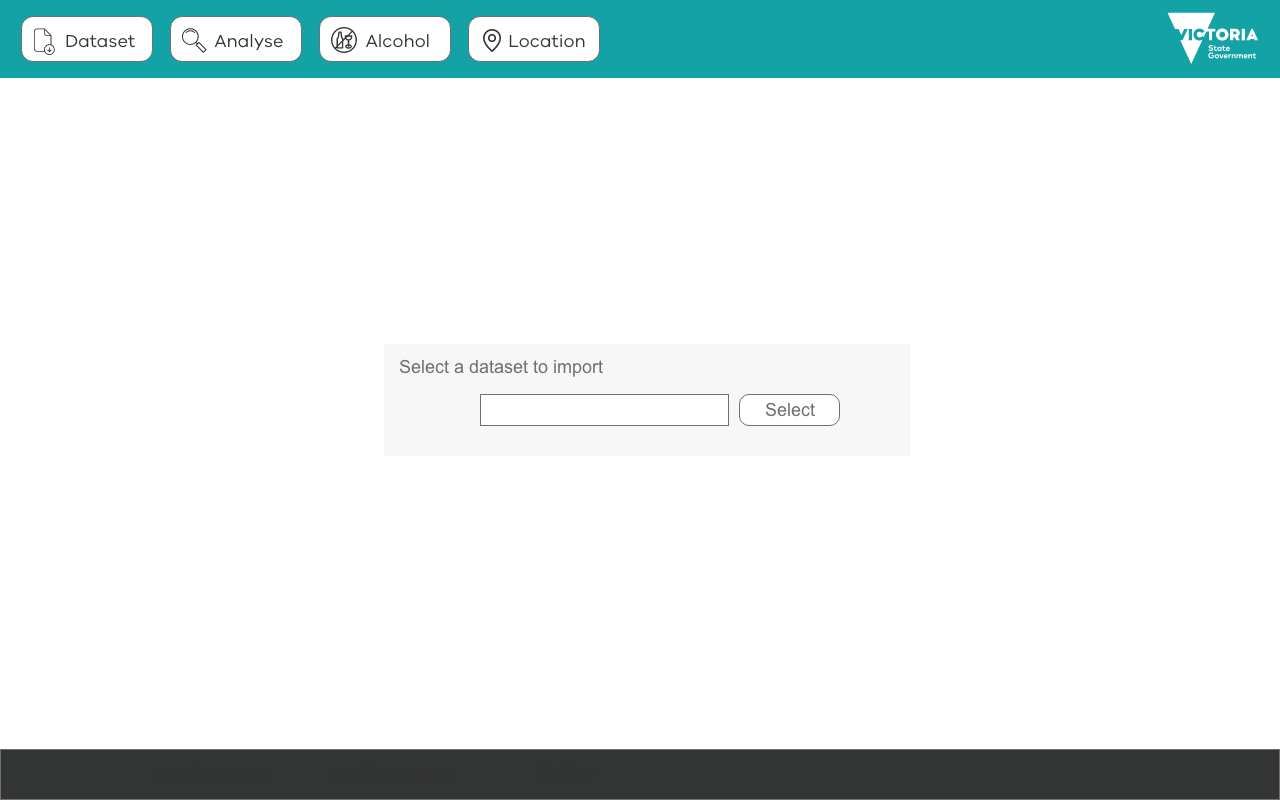 Dataset
Analyse
Alcohol
Location
VICTORIA
State
Government
Select a dataset to import
Select